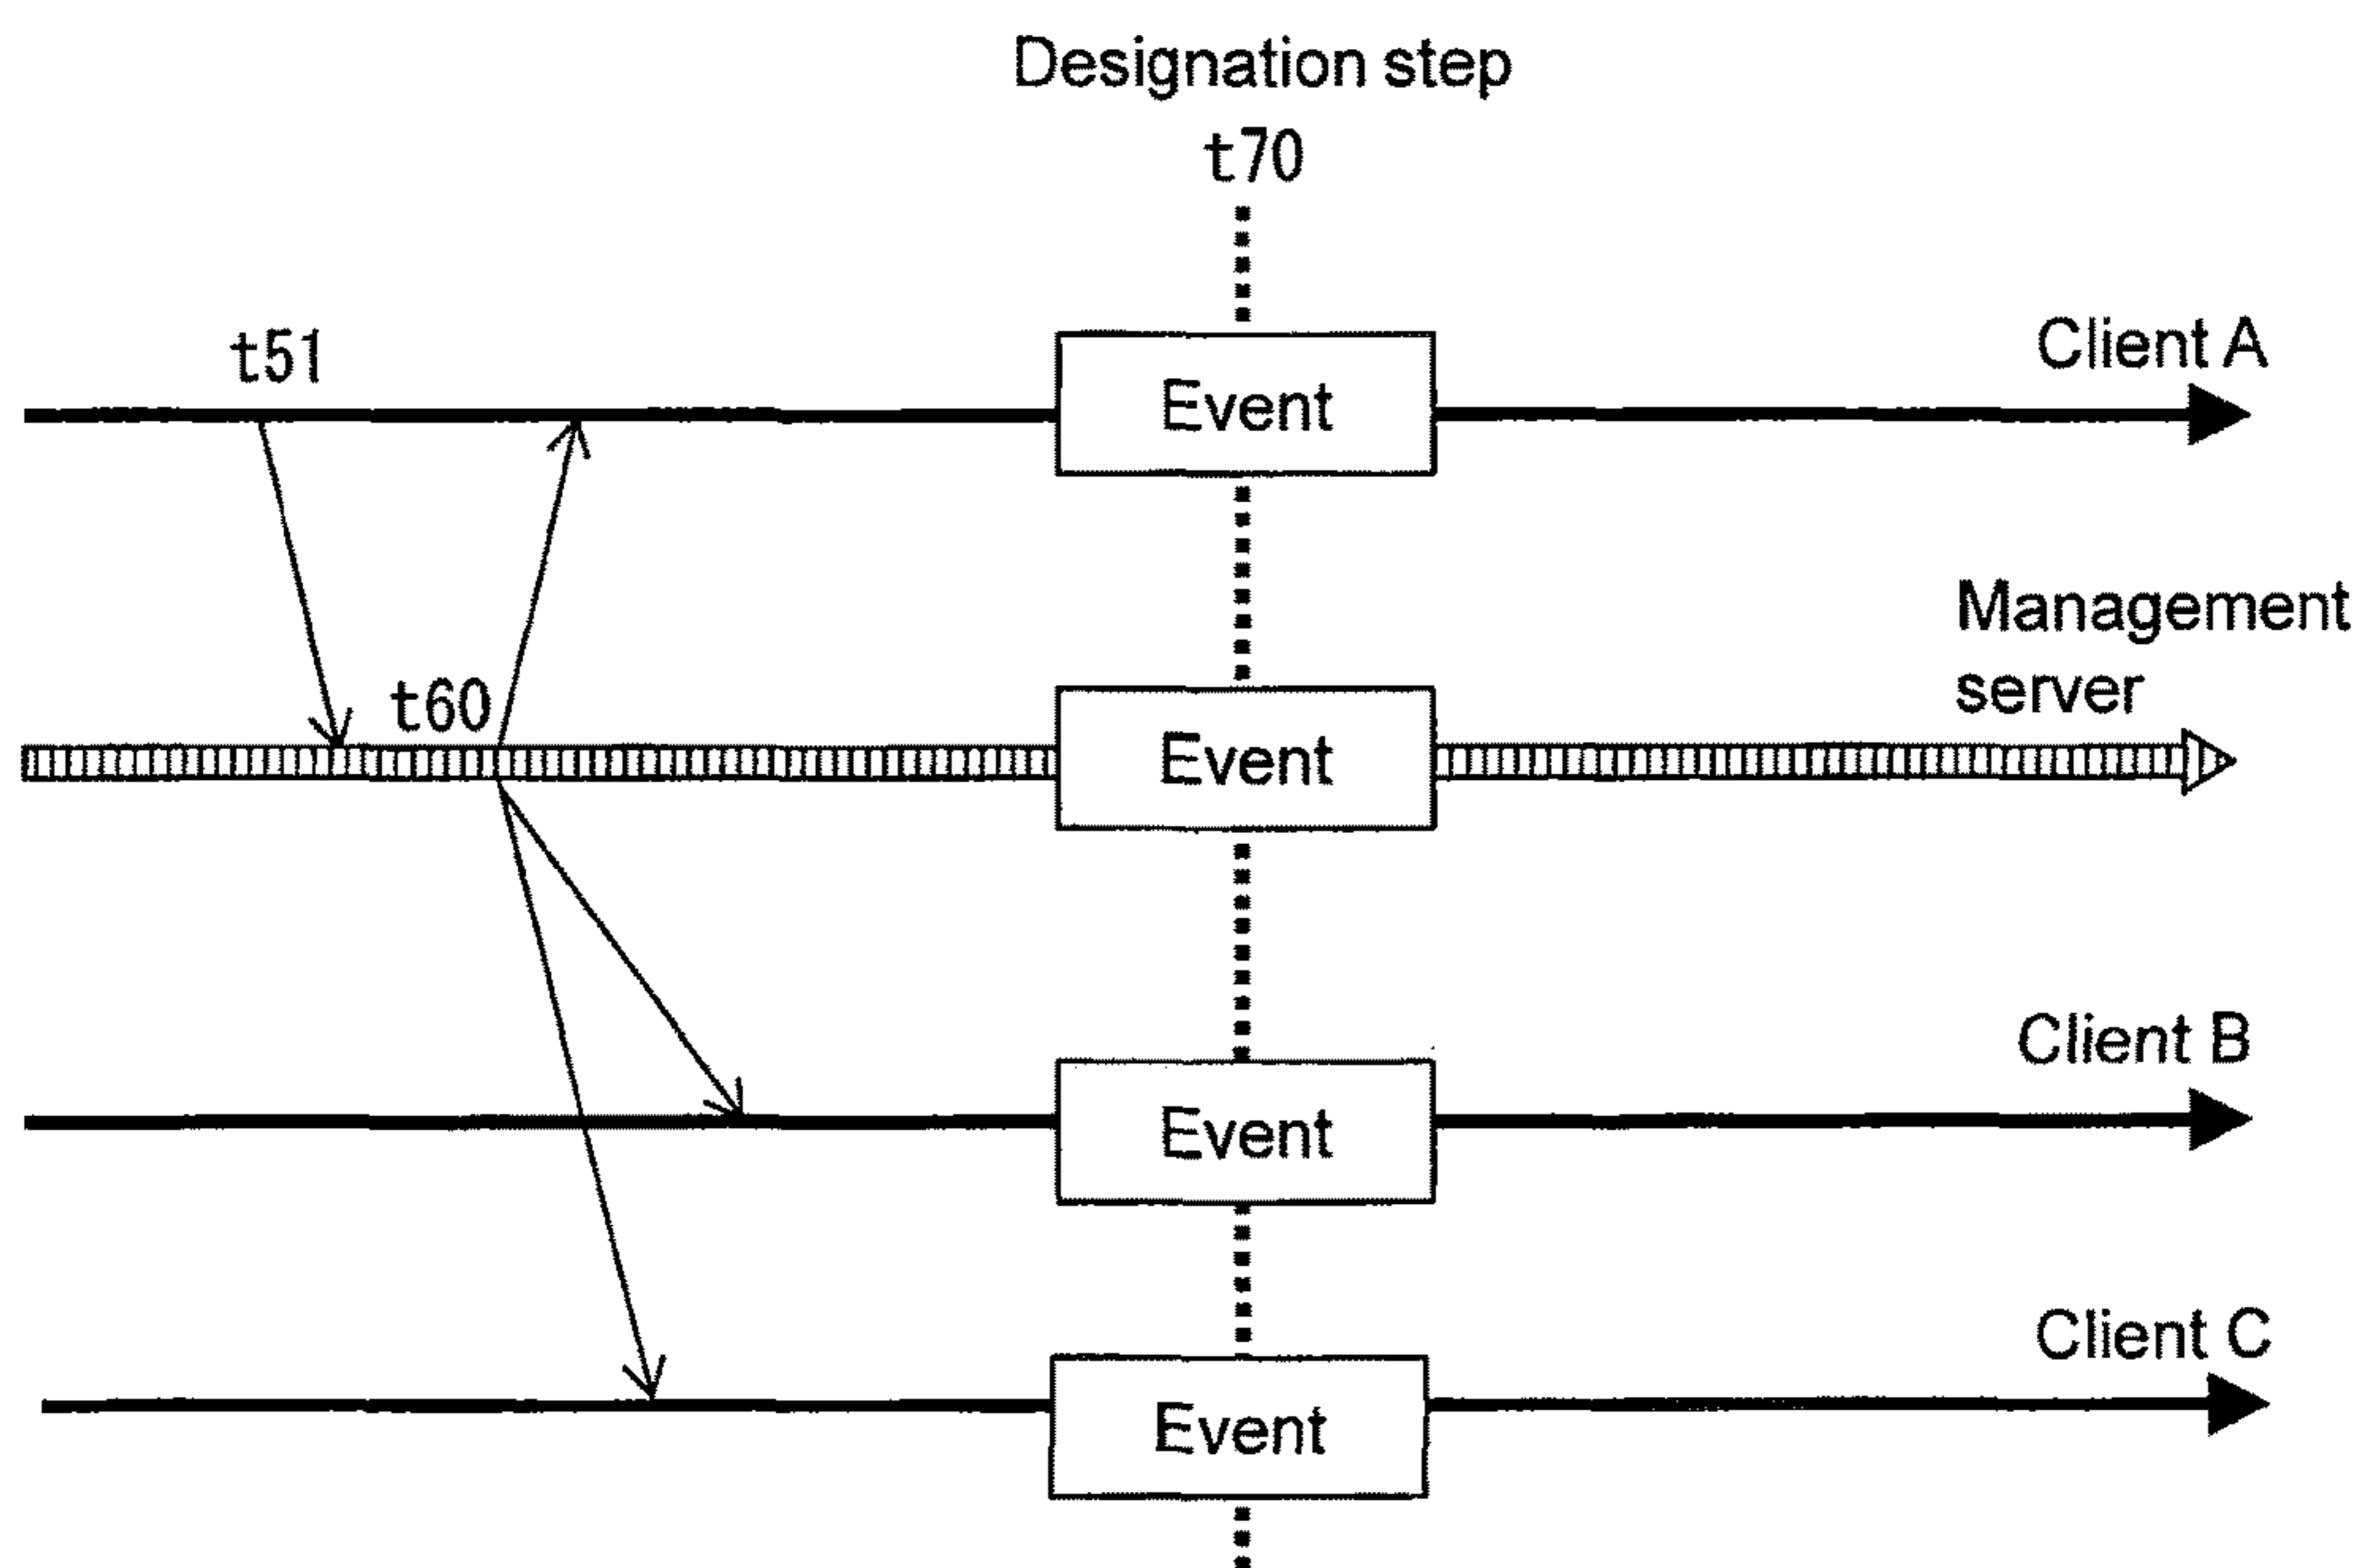 Designation step
t70
t51
Client A
Event
Management
server
t60
Event
Client B
Event
Client C
Event